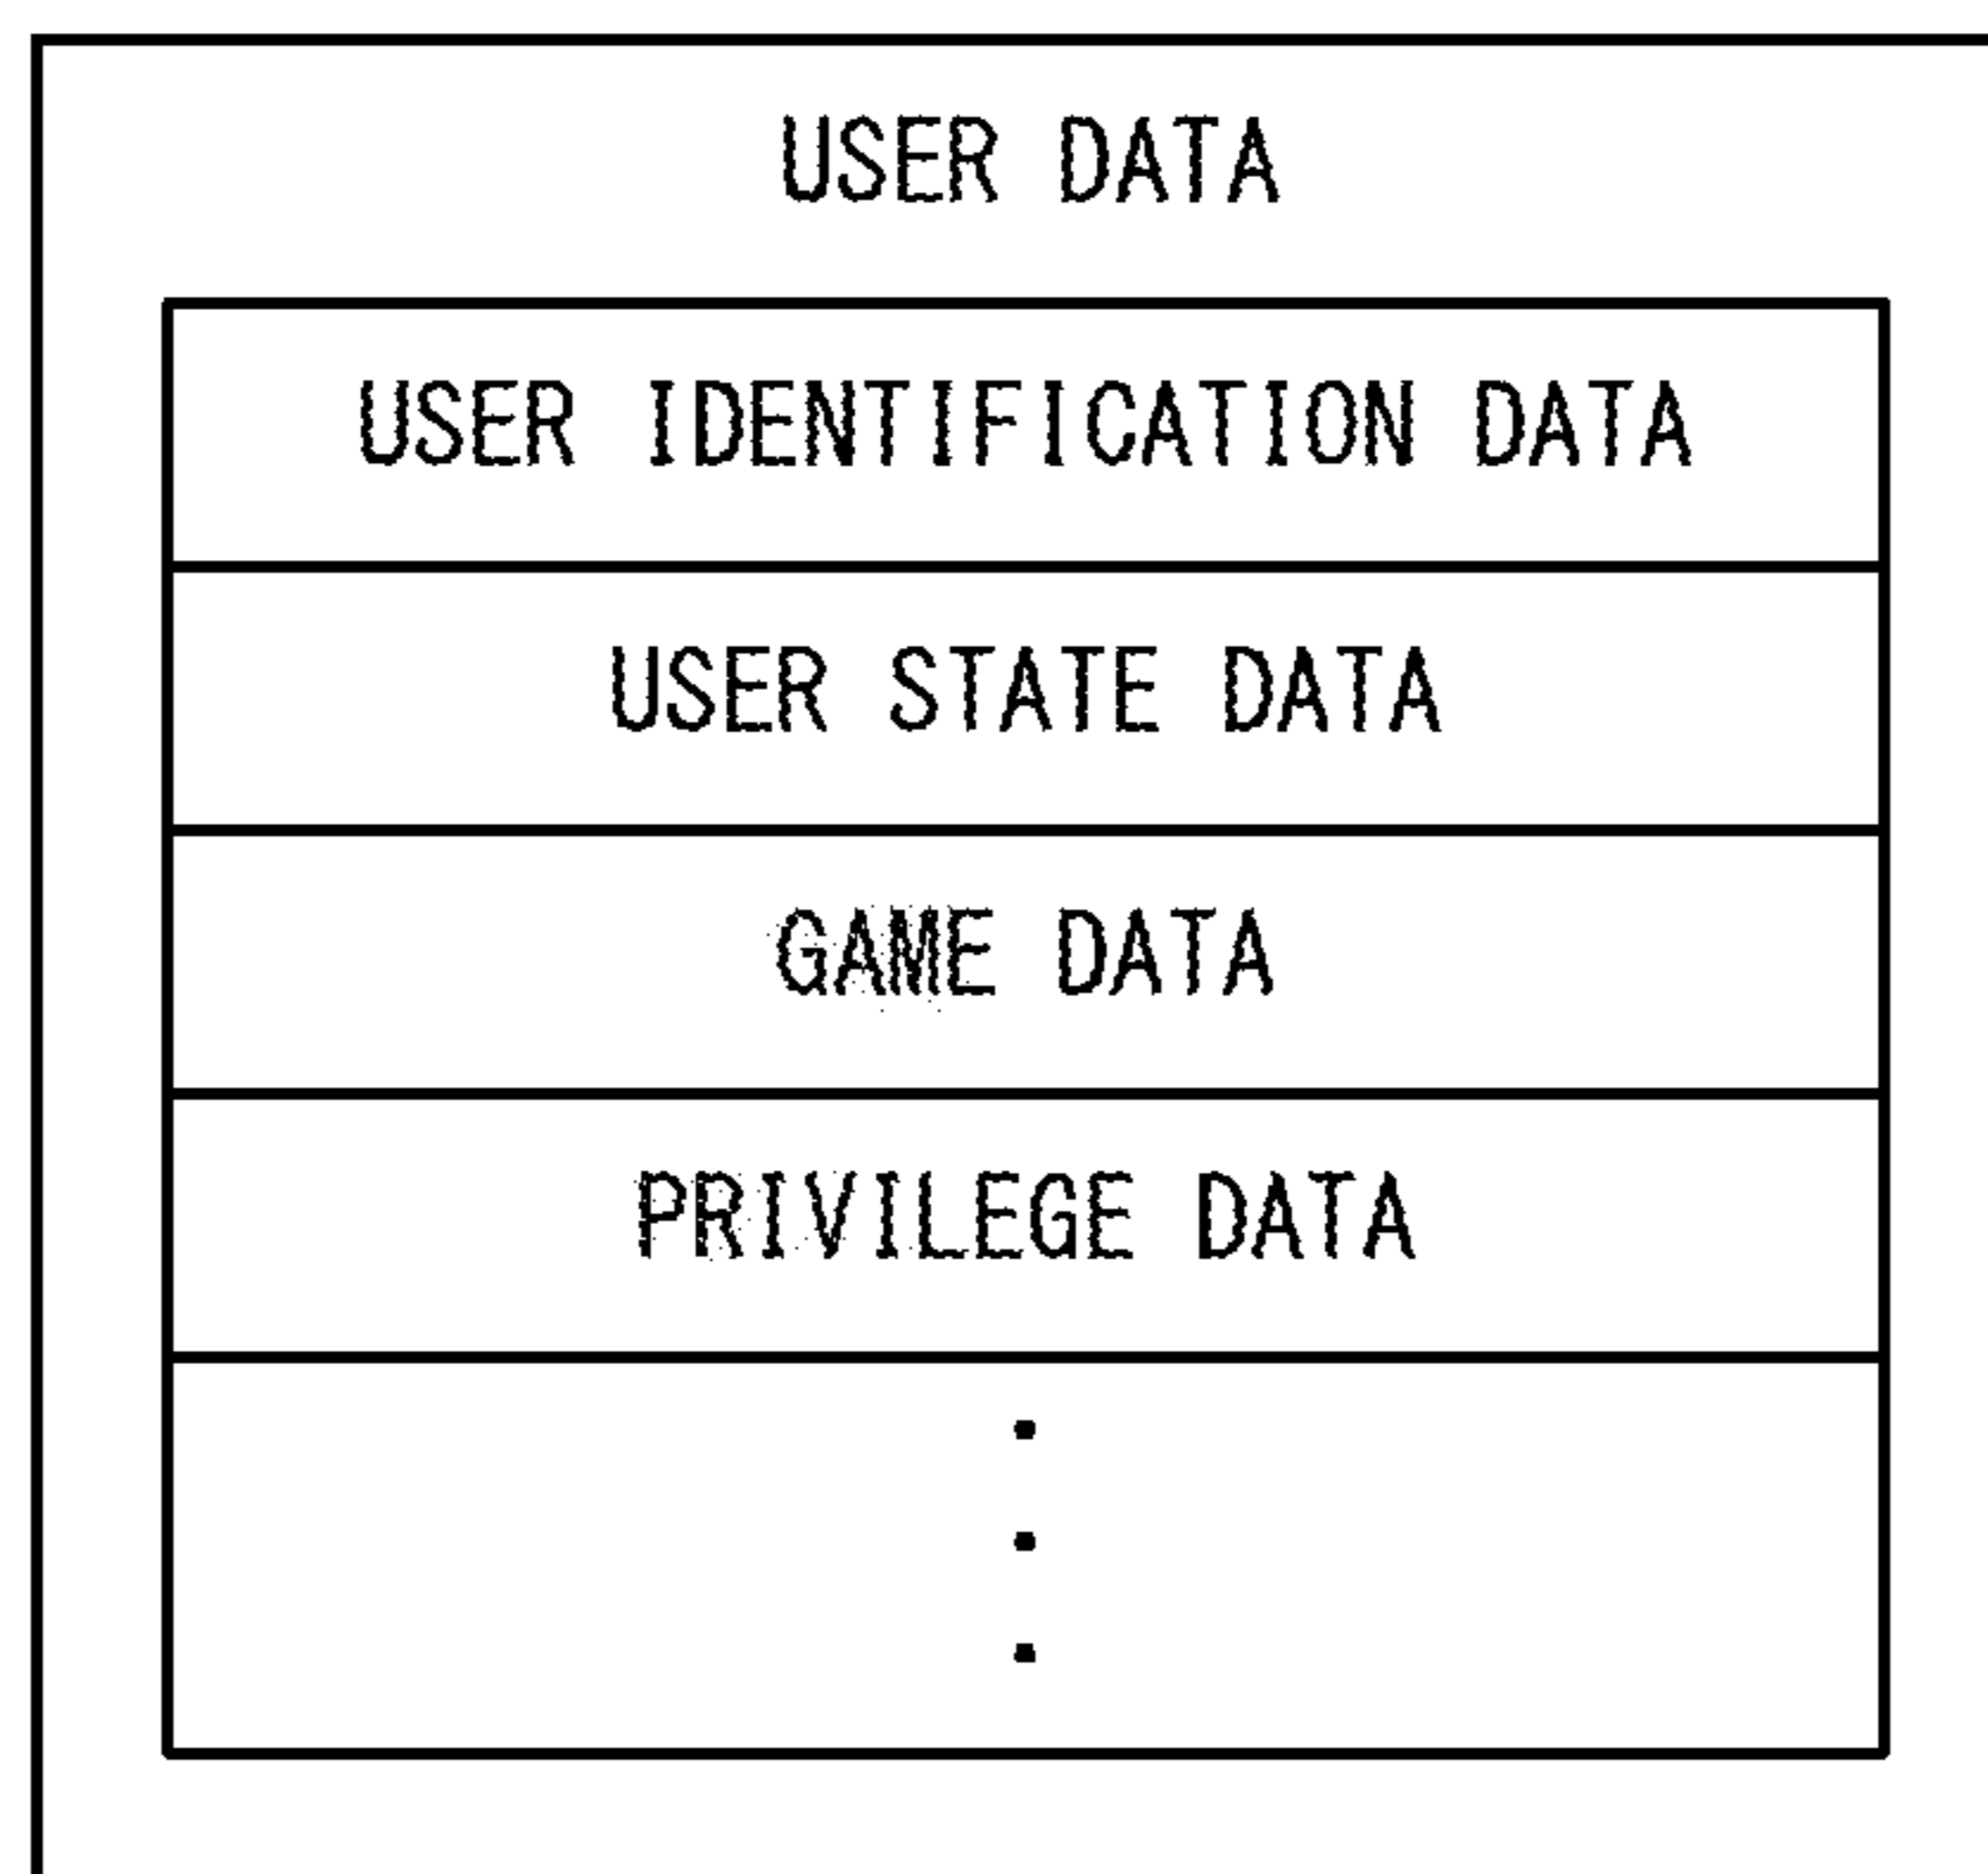 USER DATA
USER IDENTIFICATION DATA
USER STATE DATA
GAME DATA
PRIVILEGE DATA